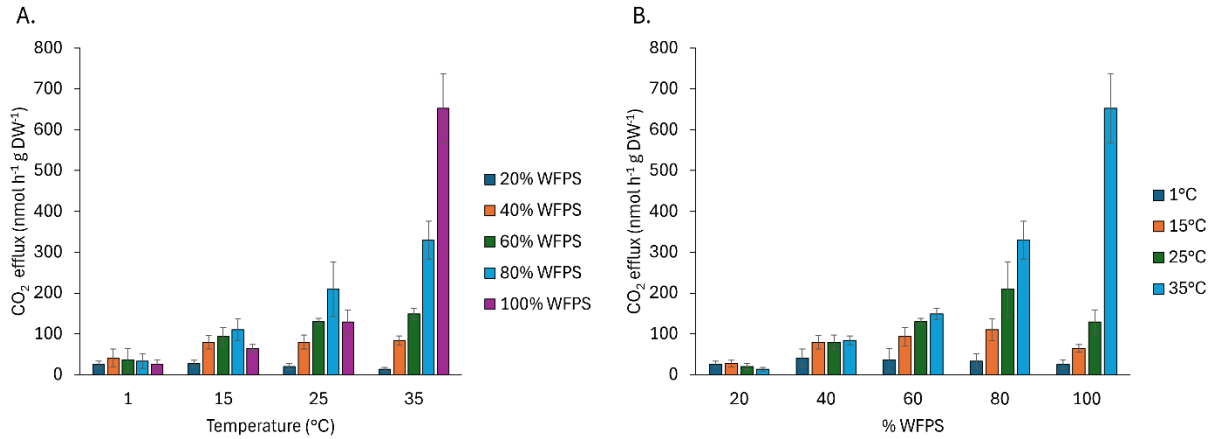 A.
CO₂ efflux (nmol h⁻¹ g DW⁻¹)
800
700
600
500
400
300
200
100
0
1 15 25 35
Temperature (°C)
20% WFPS
40% WFPS
60% WFPS
80% WFPS
100% WFPS
B.
CO₂ efflux (nmol h⁻¹ g DW⁻¹)
800
700
600
500
400
300
200
100
0
20 40 60 80 100
% WFPS
1°C
15°C
25°C
35°C